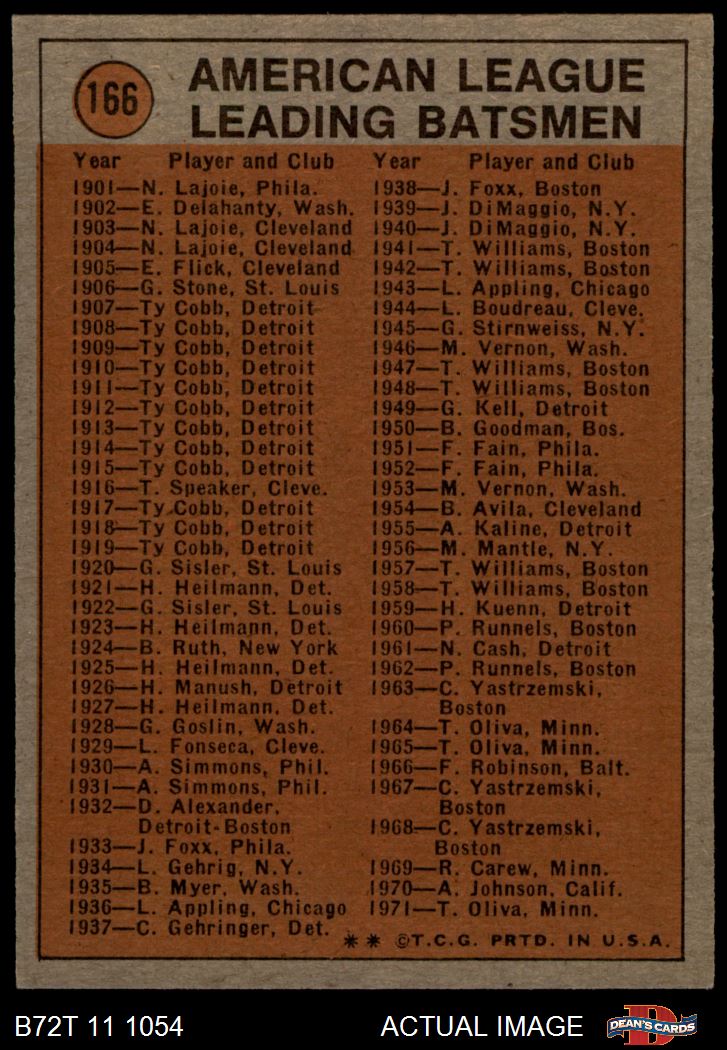 166
AMERICAN LEAGUE
LEADING BATSMEN
Year Player and Club
1901—N. Lajoie, Phila.
1902—E. Delahanty, Wash.
1903—N. Lajoie, Cleveland
1904—N. Lajoie, Cleveland
1905—E. Flick, Cleveland
1906—G. Stone, St. Louis
1907—Ty Cobb, Detroit
1908—Ty Cobb, Detroit
1909—Ty Cobb, Detroit
1910—Ty Cobb, Detroit
1911—Ty Cobb, Detroit
1912—Ty Cobb, Detroit
1913—Ty Cobb, Detroit
1914—Ty Cobb, Detroit
1915—Ty Cobb, Detroit
1916—T. Speaker, Cleve.
1917—Ty Cobb, Detroit
1918—Ty Cobb, Detroit
1919—Ty Cobb, Detroit
1920—G. Sisler, St. Louis
1921—H. Heilmann, Det.
1922—G. Sisler, St. Louis
1923—H. Heilmann, Det.
1924—B. Ruth, New York
1925—H. Heilmann, Det.
1926—H. Manush, Detroit
1927—H. Heilmann, Det.
1928—G. Goslin, Wash.
1929—L. Fonseca, Cleve.
1930—A. Simmons, Phil.
1931—A. Simmons, Phil.
1932—D. Alexander,
Detroit-Boston
1933—J. Foxx, Phila.
1934—L. Gehrig, N.Y.
1935—B. Myer, Wash.
1936—L. Appling, Chicago
1937—C. Gehringer, Det.
Year Player and Club
1938—J. Foxx, Boston
1939—J. DiMaggio, N.Y.
1940—J. DiMaggio, N.Y.
1941—T. Williams, Boston
1942—T. Williams, Boston
1943—L. Appling, Chicago
1944—L. Boudreau, Cleve.
1945—G. Stirnweiss, N.Y.
1946—M. Vernon, Wash.
1947—T. Williams, Boston
1948—T. Williams, Boston
1949—G. Kell, Detroit
1950—B. Goodman, Bos.
1951—F. Fain, Phila.
1952—F. Fain, Phila.
1953—M. Vernon, Wash.
1954—B. Avila, Cleveland
1955—A. Kaline, Detroit
1956—M. Mantle, N.Y.
1957—T. Williams, Boston
1958—T. Williams, Boston
1959—H. Kuenn, Detroit
1960—P. Runnels, Boston
1961—N. Cash, Detroit
1962—P. Runnels, Boston
1963—C. Yastrzemski,
Boston
1964—T. Oliva, Minn.
1965—T. Oliva, Minn.
1966—F. Robinson, Balt.
1967—C. Yastrzemski,
Boston
1968—C. Yastrzemski,
Boston
1969—R. Carew, Minn.
1970—A. Johnson, Calif.
1971—T. Oliva, Minn.
** ©T.C.G. PRTD. IN U.S.A.
B72T 11 1054
ACTUAL IMAGE
D
DEAN'S CARDS